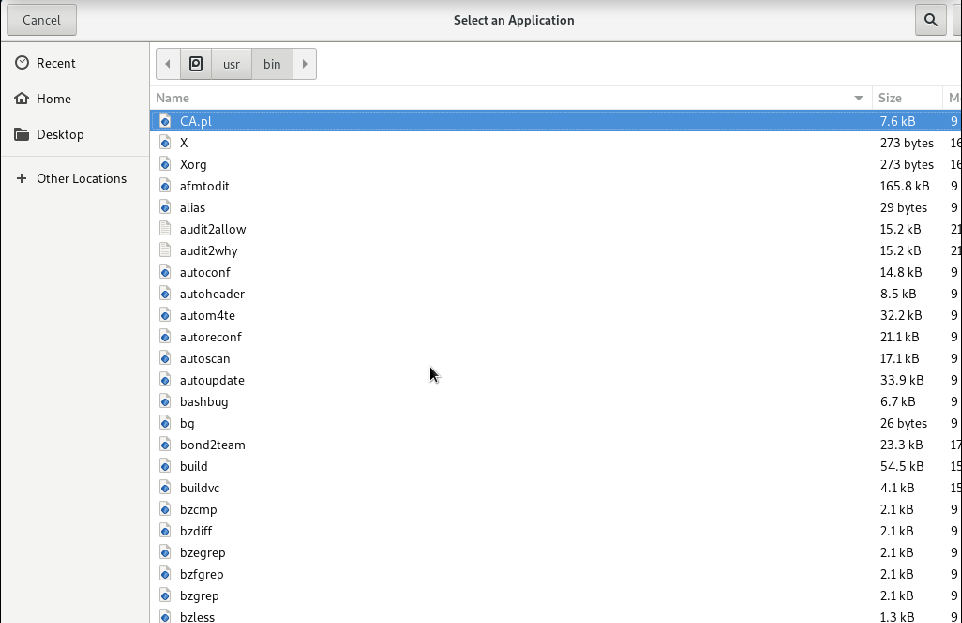 Cancel Select an Application
Recent usr bin
Name Size M
Home CA.pl 7.6 kB 9
X 273 bytes 16
Desktop Xorg 273 bytes 16
Other Locations afmtodit 165.8 kB 9
alias 29 bytes 9
audit2allow 15.2 kB 21
audit2why 15.2 kB 21
autoconf 14.8 kB 9
autoheader 8.5 kB 9
autom4te 32.2 kB 9
autoreconf 21.1 kB 9
autoscan 17.1 kB 9
autoupdate 33.9 kB 9
bashbug 6.7 kB 9
bg 26 bytes 9
bond2team 23.3 kB 17
build 54.5 kB 15
buildvc 4.1 kB 15
bzcmp 2.1 kB 9
bzdiff 2.1 kB 9
bzegrep 2.1 kB 9
bzfgrep 2.1 kB 9
bzgrep 2.1 kB 9
bzless 1.3 kB 9